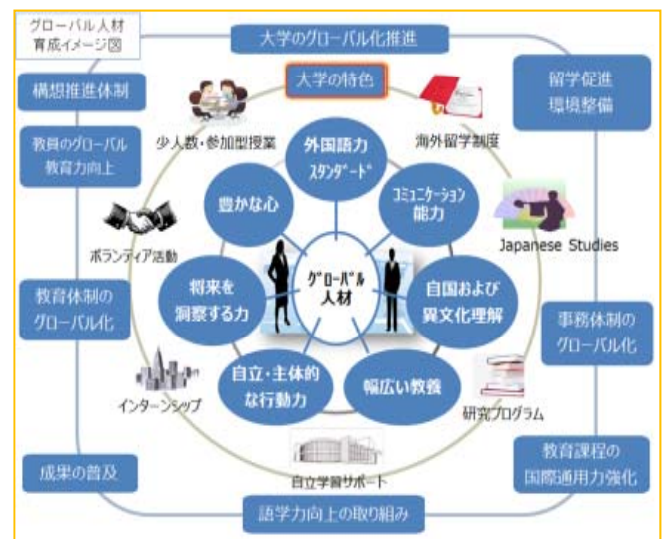 グローバル人材
育成イメージ図
大学のグローバル化推進
構想推進体制
大学の特色
留学促進
環境整備
教員のグローバル
教育力向上
少人数・参加型授業
海外留学制度
外国語力
スタンダード
豊かな心
コミュニケーション
能力
ボランティア活動
Japanese Studies
グローバル
人材
教育体制の
グローバル化
将来を
洞察する力
自国および
異文化理解
事務体制の
グローバル化
自立・主体的
な行動力
幅広い教養
インターンシップ
研究プログラム
成果の普及
自立学習サポート
教育課程の
国際通用力強化
語学力向上の取り組み